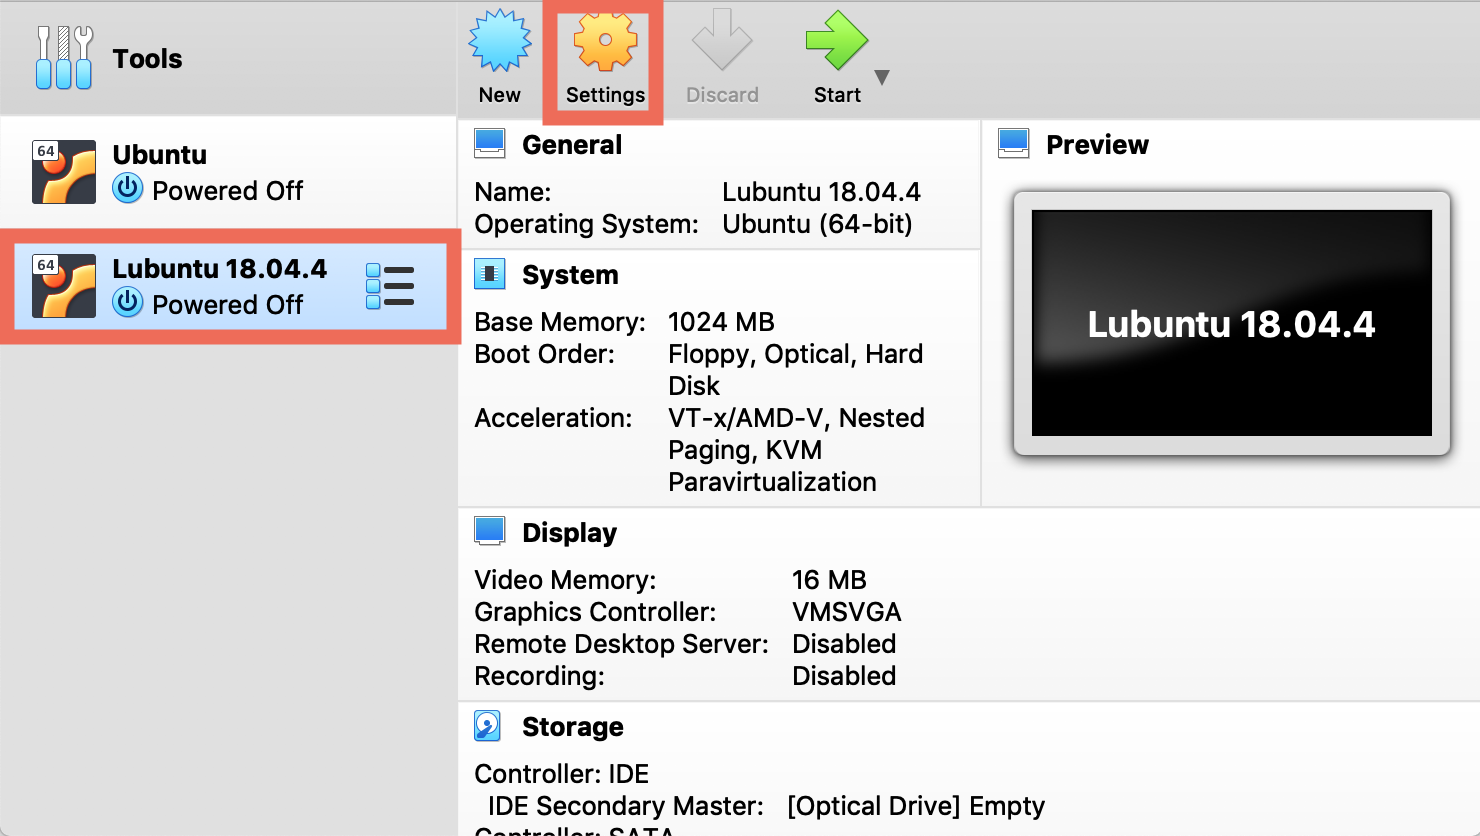 Tools
New
Settings
Discard
Start
64
Ubuntu
Powered Off
64
Lubuntu 18.04.4
Powered Off
General
Name: Lubuntu 18.04.4
Operating System: Ubuntu (64-bit)
Preview
Lubuntu 18.04.4
System
Base Memory: 1024 MB
Boot Order: Floppy, Optical, Hard
Disk
Acceleration: VT-x/AMD-V, Nested
Paging, KVM
Paravirtualization
Display
Video Memory: 16 MB
Graphics Controller: VMSVGA
Remote Desktop Server: Disabled
Recording: Disabled
Storage
Controller: IDE
IDE Secondary Master: [Optical Drive] Empty
Controller: SATA